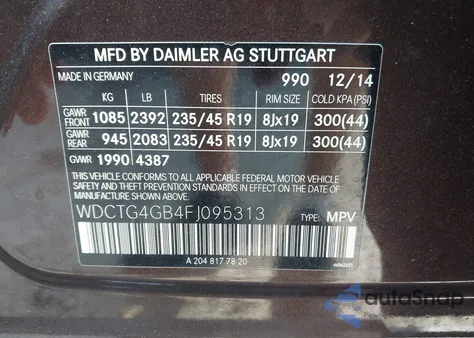 MFD BY DAIMLER AG STUTTGART
MADE IN GERMANY 990 12/14
KG LB TIRES RIM SIZE COLD KPA (PSI)
GAWR FRONT 1085 2392 235/45 R19 8Jx19 300(44)
GAWR REAR 945 2083 235/45 R19 8Jx19 300(44)
GVWR 1990 4387
THIS VEHICLE CONFORMS TO ALL APPLICABLE
FEDERAL MOTOR VEHICLE SAFETY STANDARDS
IN EFFECT ON THE DATE OF
MANUFACTURE SHOWN ABOVE.
WDCTG4GB4FJ095313 TYPE: MPV
A 204 817 78 20
autoSnap